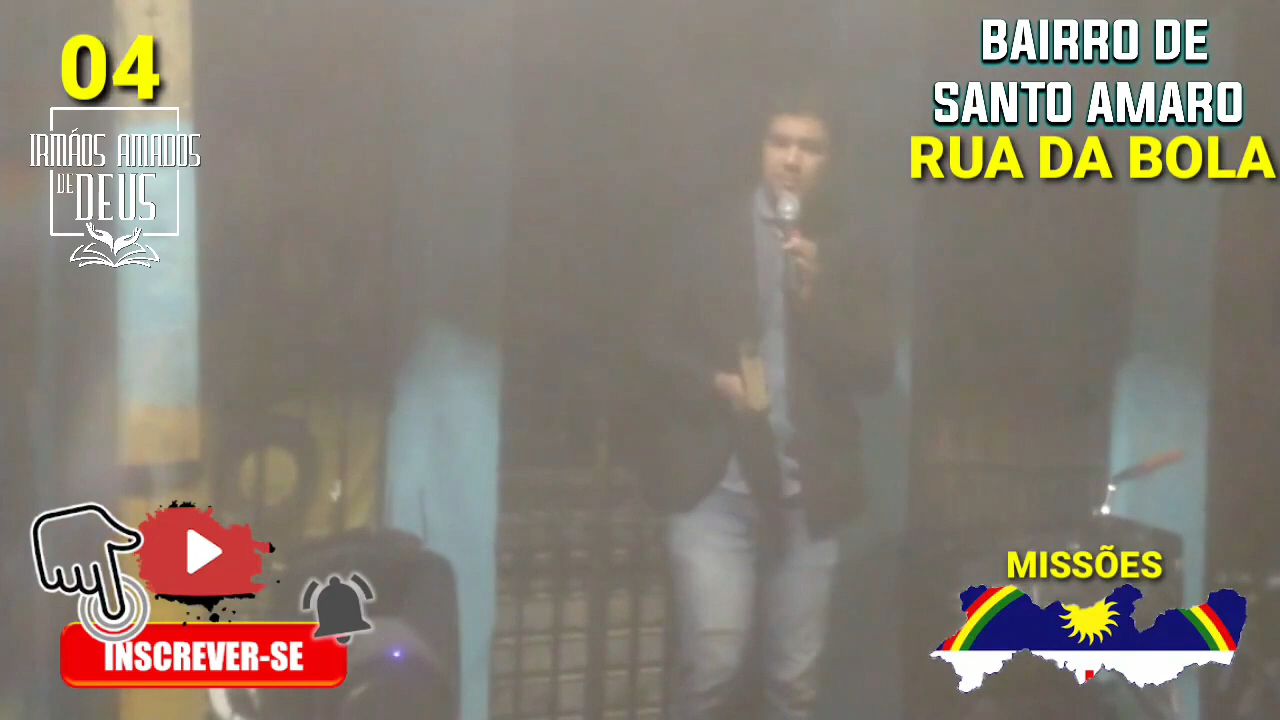 04
IRMÃOS AMADOS
DE DEUS
BAIRRO DE
SANTO AMARO
RUA DA BOLA
INSCREVER-SE
MISSÕES